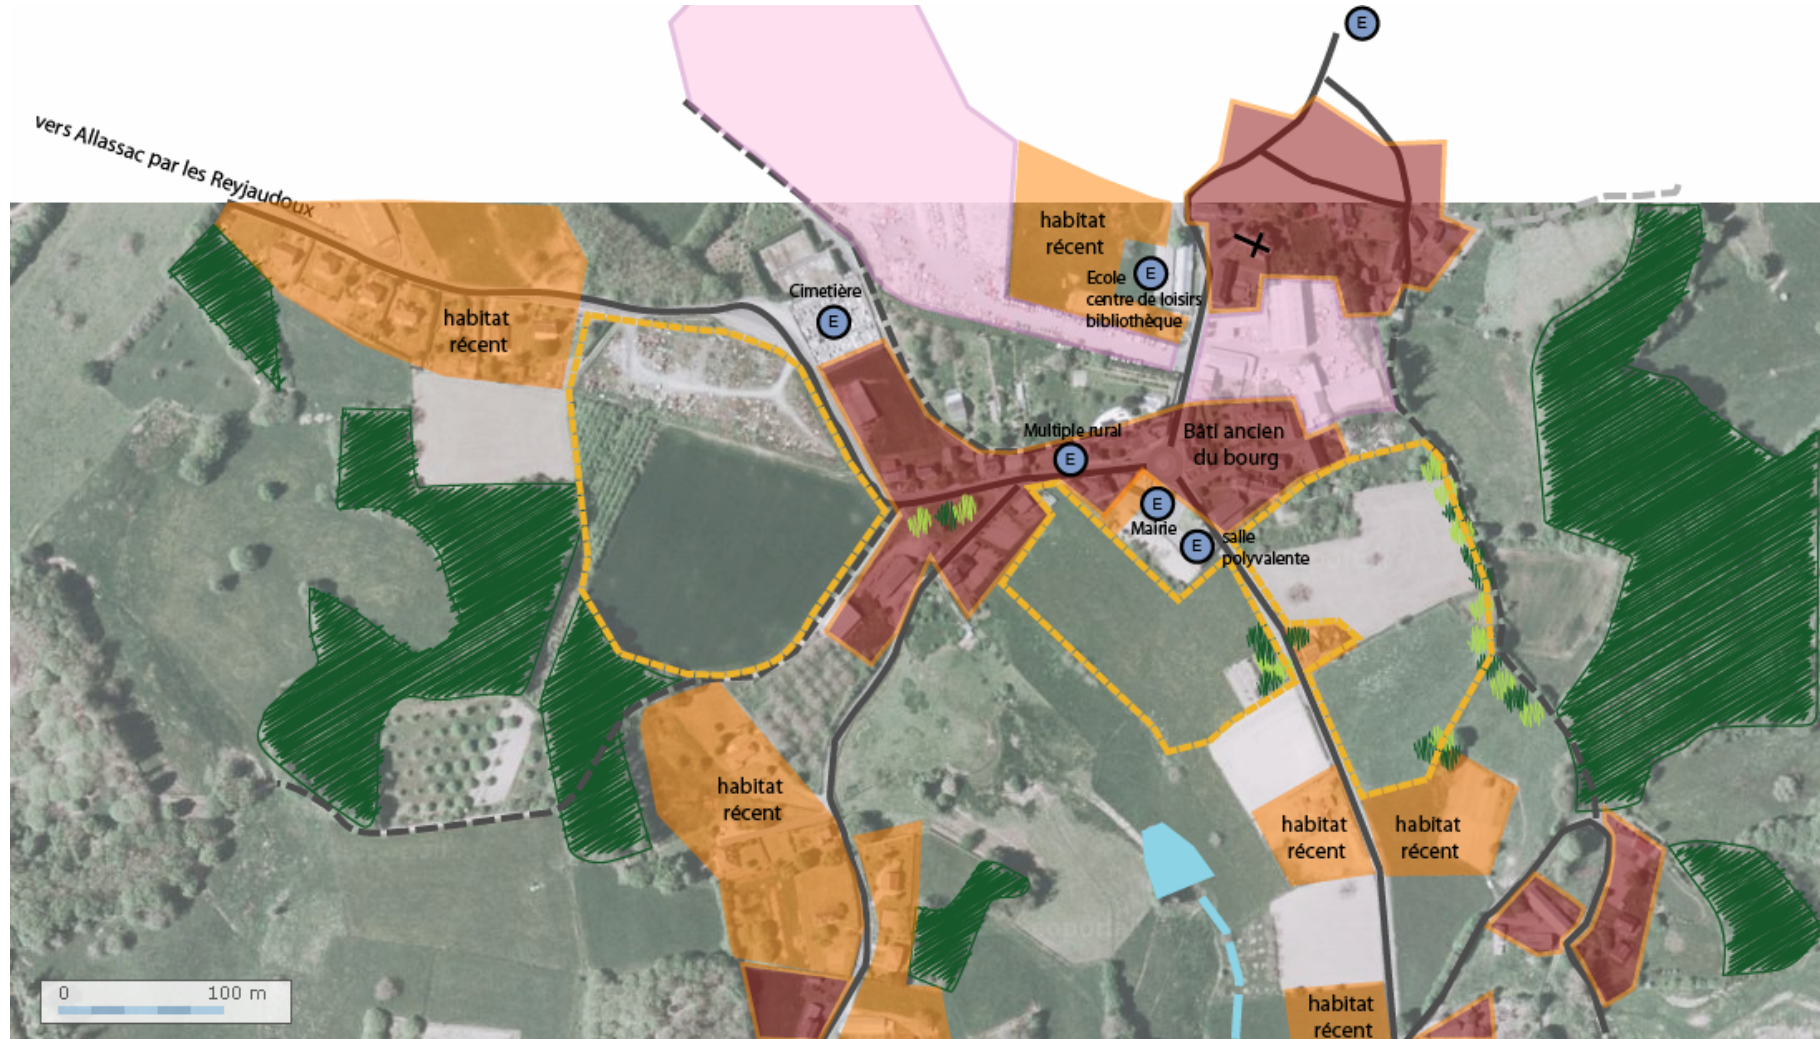 E
vers Allassac par les Reyjaudoux
habitat
récent
E
Ecole
centre de loisirs
bibliothèque
Cimetière
E
habitat
récent
Multiple rural
E
Bâti ancien
du bourg
E
Mairie
E
salle
polyvalente
habitat
récent
habitat
récent
habitat
récent
0 100 m
habitat
récent